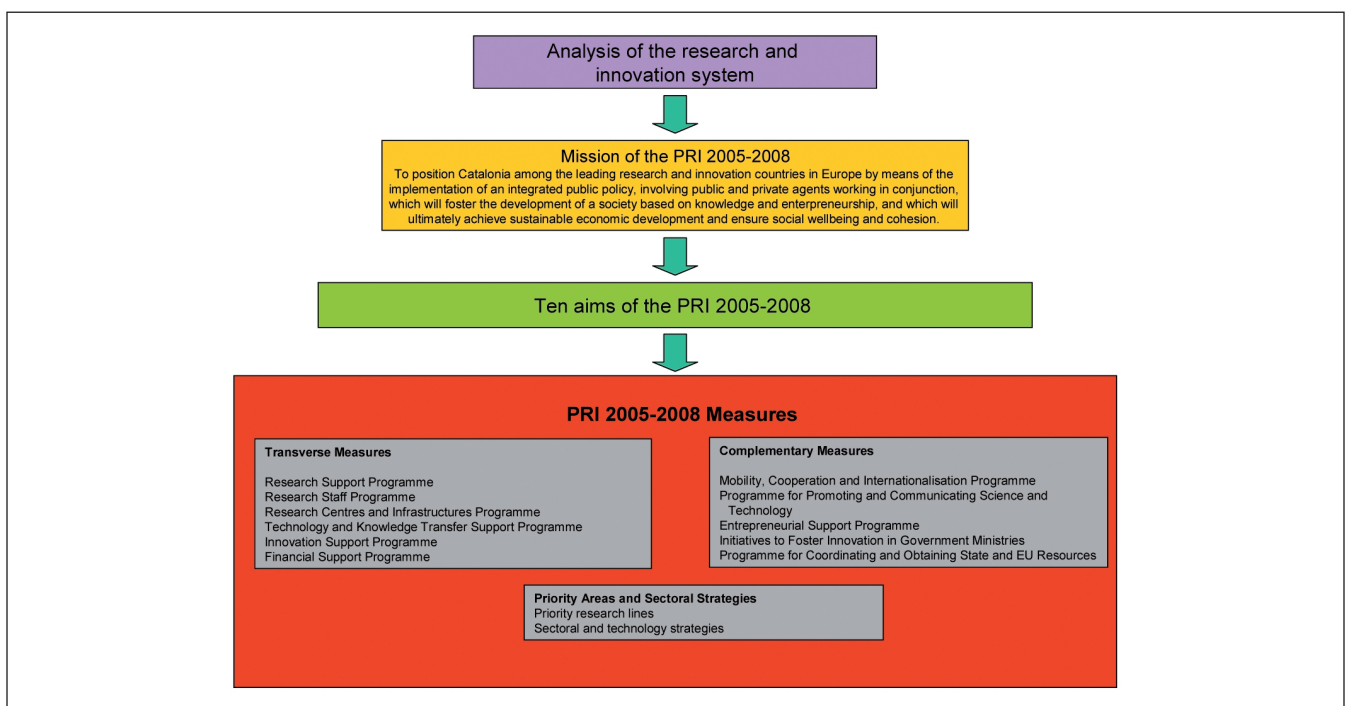 Analysis of the research and
innovation system
Mission of the PRI 2005-2008
To position Catalonia among the leading research and innovation countries in Europe by means of the
implementation of an integrated public policy, involving public and private agents working in conjunction,
which will foster the development of a society based on knowledge and enterpreneurship, and which will
ultimately achieve sustainable economic development and ensure social wellbeing and cohesion.
Ten aims of the PRI 2005-2008
PRI 2005-2008 Measures
Transverse Measures
Research Support Programme
Research Staff Programme
Research Centres and Infrastructures Programme
Technology and Knowledge Transfer Support Programme
Innovation Support Programme
Financial Support Programme
Complementary Measures
Mobility, Cooperation and Internationalisation Programme
Programme for Promoting and Communicating Science and
Technology
Entrepreneurial Support Programme
Initiatives to Foster Innovation in Government Ministries
Programme for Coordinating and Obtaining State and EU Resources
Priority Areas and Sectoral Strategies
Priority research lines
Sectoral and technology strategies